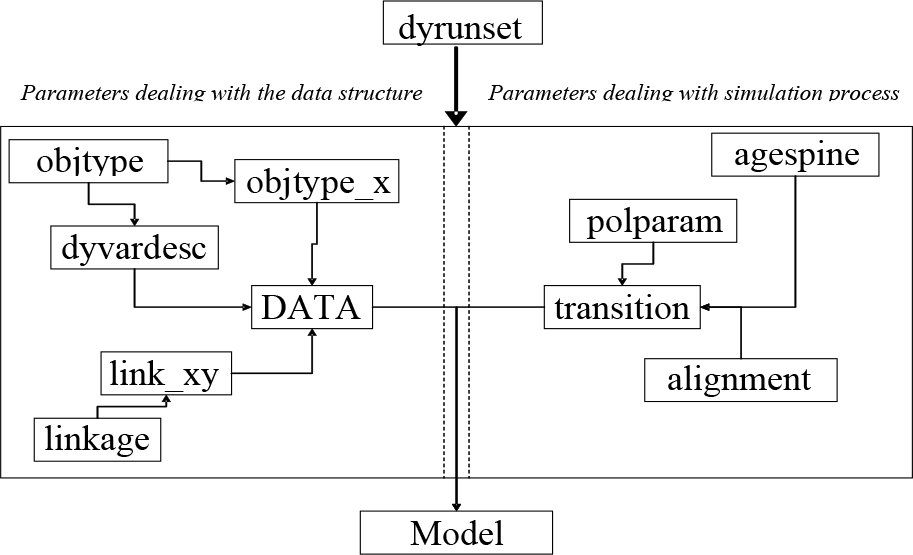 dyrunset
Parameters dealing with the data structure
Parameters dealing with simulation process
objtype
objtype_x
dyvardesc
DATA
link_xy
linkage
agespine
polparam
transition
alignment
Model